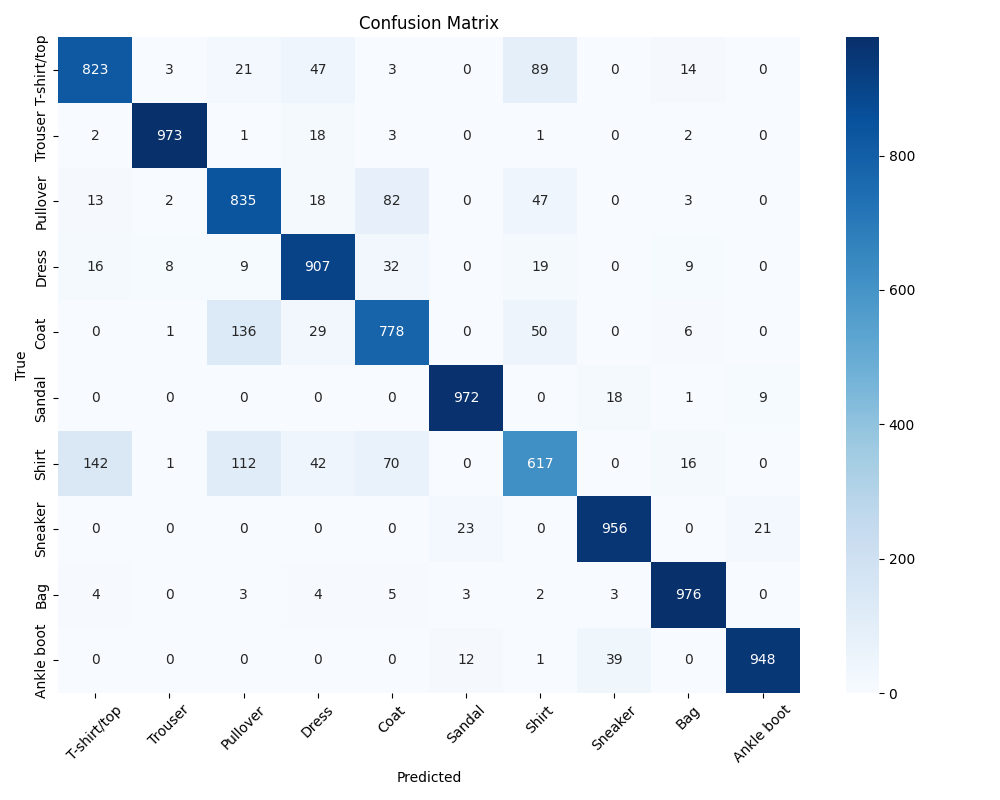 Confusion Matrix
True
T-shirt/top 823 3 21 47 3 0 89 0 14 0
Trouser 2 973 1 18 3 0 1 0 2 0
Pullover 13 2 835 18 82 0 47 0 3 0
Dress 16 8 9 907 32 0 19 0 9 0
Coat 0 1 136 29 778 0 50 0 6 0
Sandal 0 0 0 0 0 972 0 18 1 9
Shirt 142 1 112 42 70 0 617 0 16 0
Sneaker 0 0 0 0 0 23 0 956 0 21
Bag 4 0 3 4 5 3 2 3 976 0
Ankle boot 0 0 0 0 0 12 1 39 0 948
T-shirt/top Trouser Pullover Dress Coat Sandal Shirt Sneaker Bag Ankle boot
Predicted
800
600
400
200
0